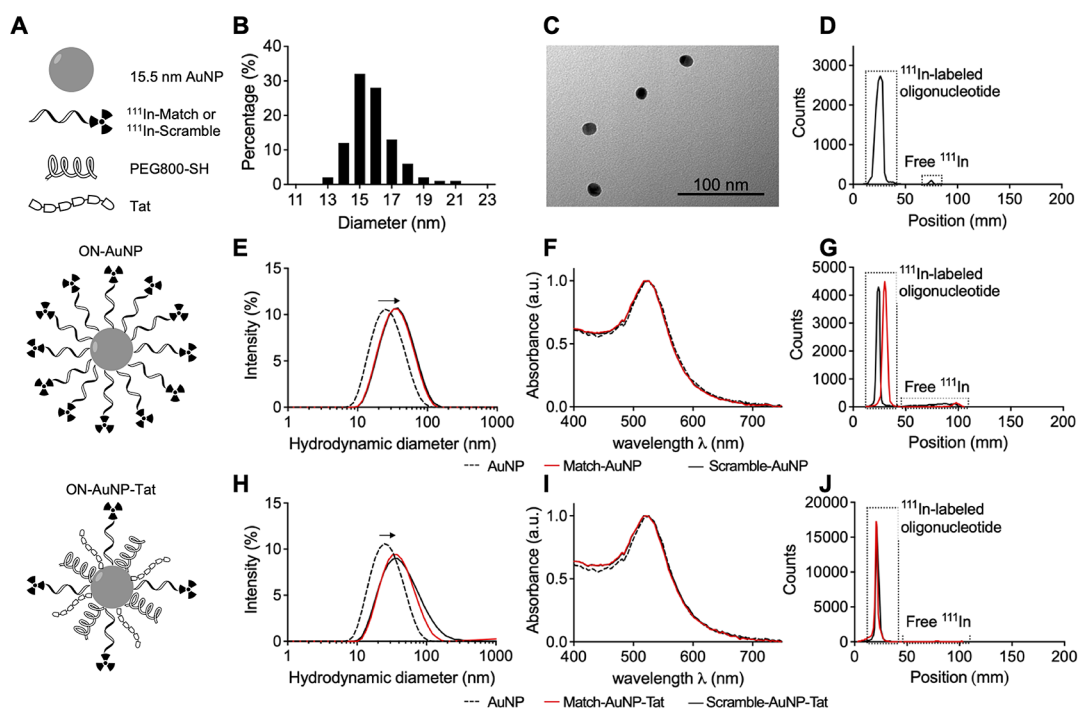 A
15.5 nm AuNP
111In-Match or
111In-Scramble
PEG800-SH
Tat
ON-AuNP
ON-AuNP-Tat
B
Percentage (%)
40
30
20
10
0
11 13 15 17 19 21 23
Diameter (nm)
C
100 nm
D
Counts
3000
2000
1000
0
111In-labeled
oligonucleotide
Free 111In
0 50 100 150 200
Position (mm)
E
Intensity (%)
15
10
5
0
1 10 100 1000
Hydrodynamic diameter (nm)
F
Absorbance (a.u.)
1.0
0.5
0.0
400 500 600 700
wavelength λ (nm)
G
Counts
5000
4000
3000
2000
1000
0
111In-labeled
oligonucleotide
Free 111In
0 50 100 150 200
Position (mm)
AuNP Match-AuNP Scramble-AuNP
H
Intensity (%)
15
10
5
0
1 10 100 1000
Hydrodynamic diameter (nm)
I
Absorbance (a.u.)
1.0
0.5
0.0
400 500 600 700
wavelength λ (nm)
J
Counts
20000
15000
10000
5000
0
111In-labeled
oligonucleotide
Free 111In
0 50 100 150 200
Position (mm)
AuNP Match-AuNP-Tat Scramble-AuNP-Tat